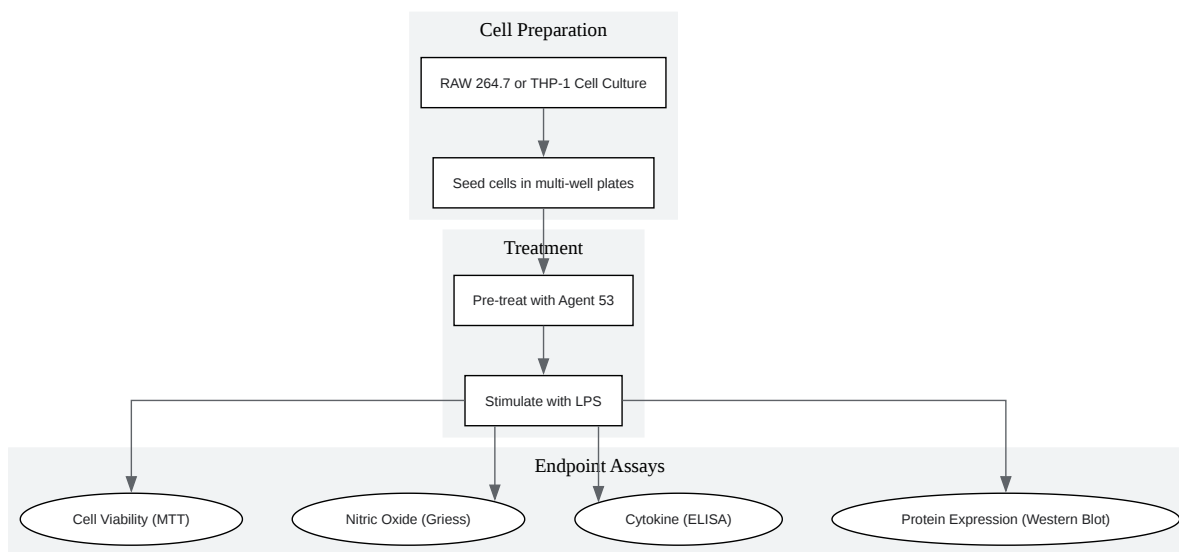 Cell Preparation
RAW 264.7 or THP-1 Cell Culture
Seed cells in multi-well plates
Treatment
Pre-treat with Agent 53
Stimulate with LPS
Endpoint Assays
Cell Viability (MTT)
Nitric Oxide (Griess)
Cytokine (ELISA)
Protein Expression (Western Blot)